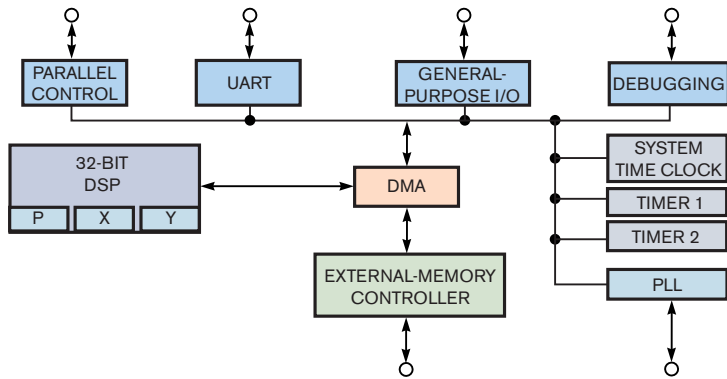 PARALLEL
CONTROL
UART
GENERAL-
PURPOSE I/O
DEBUGGING
32-BIT
DSP
P
X
Y
DMA
SYSTEM
TIME CLOCK
TIMER 1
TIMER 2
EXTERNAL-MEMORY
CONTROLLER
PLL